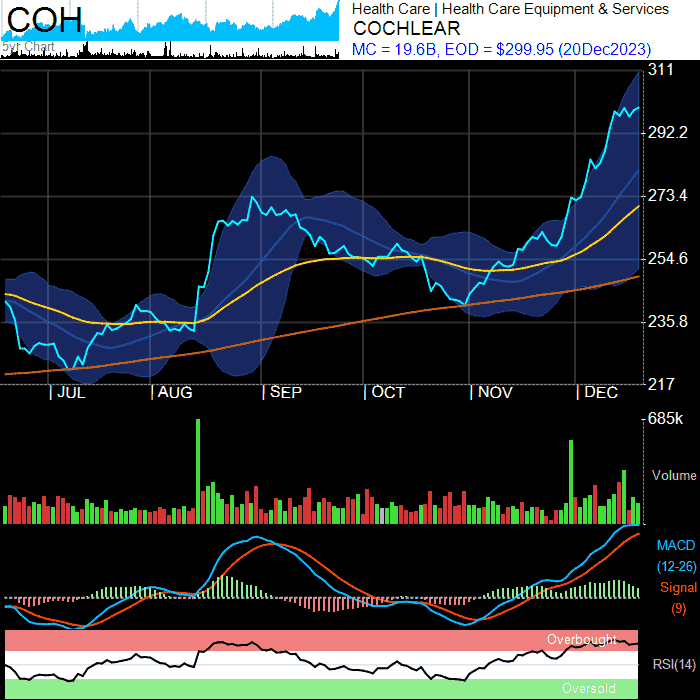 COH
5yr Chart
Health Care | Health Care Equipment & Services
COCHLEAR
MC = 19.6B, EOD = $299.95 (20Dec2023)
311
292.2
273.4
254.6
235.8
217
| JUL | AUG | SEP | OCT | NOV | DEC
685k
Volume
MACD
(12-26)
Signal
(9)
Overbought
RSI(14)
Oversold